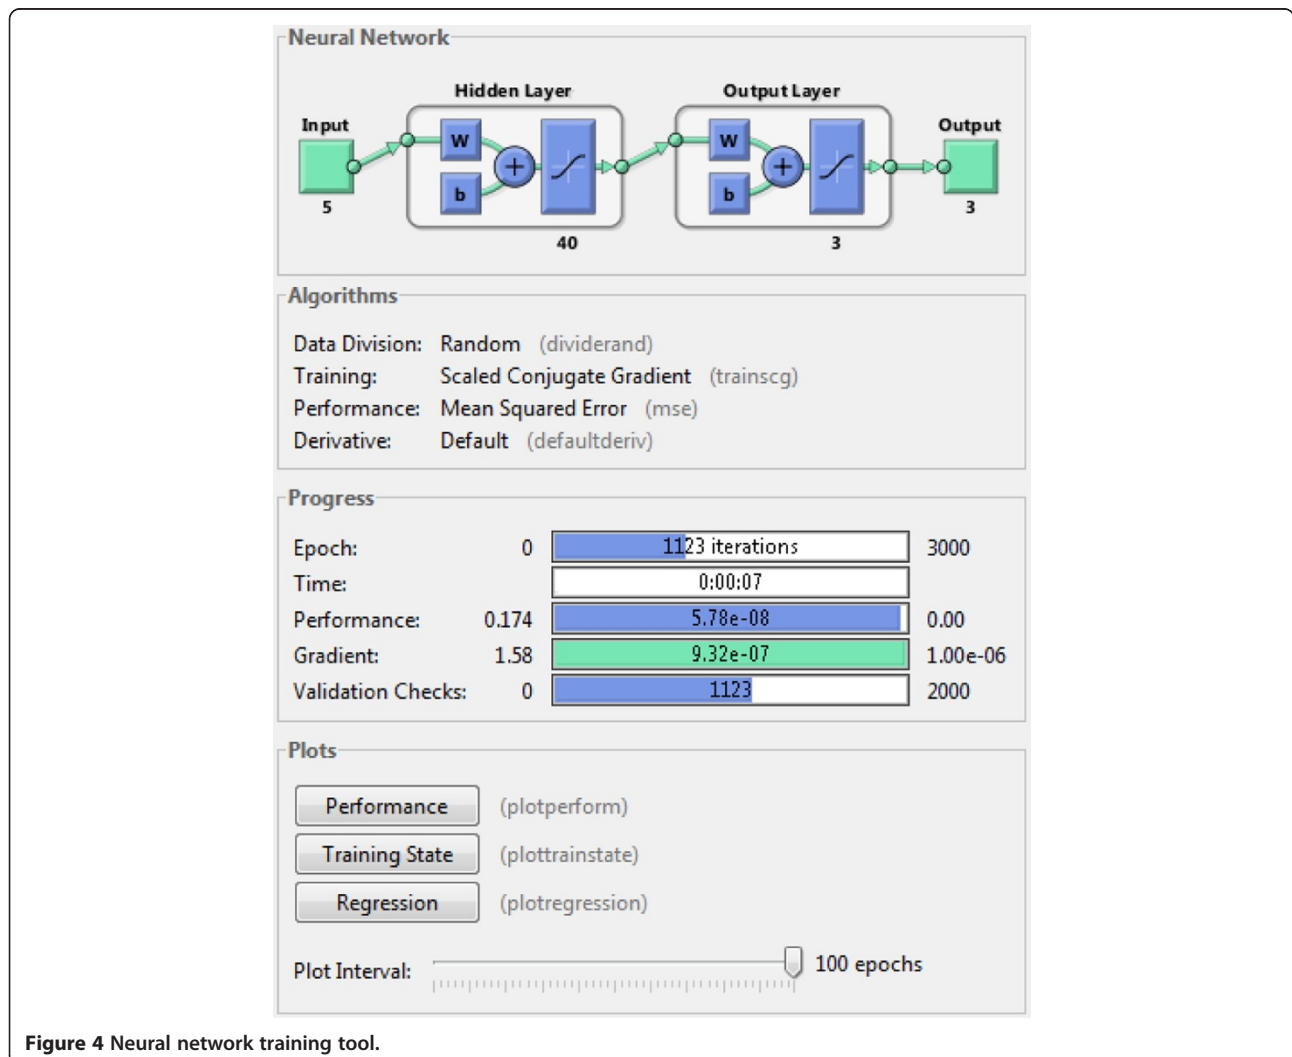 Neural Network
Hidden Layer
Output Layer
Input
Output
W
b
+
W
b
+
5
40
3
3
Algorithms
Data Division: Random (dividerand)
Training: Scaled Conjugate Gradient (trainscg)
Performance: Mean Squared Error (mse)
Derivative: Default (defaultderiv)
Progress
Epoch: 0 1123 iterations 3000
Time: 0:00:07
Performance: 0.174 5.78e-08 0.00
Gradient: 1.58 9.32e-07 1.00e-06
Validation Checks: 0 1123 2000
Plots
Performance (plotperform)
Training State (plottrainstate)
Regression (plotregression)
Plot Interval: 100 epochs
Figure 4 Neural network training tool.